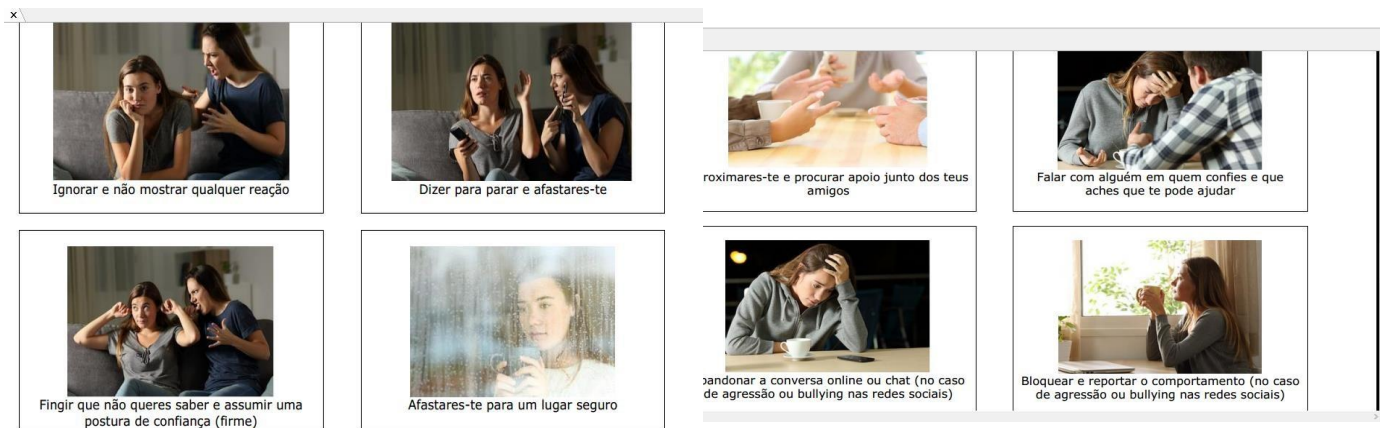 Ignorar e não mostrar qualquer reação
Dizer para parar e afastares-te
Fingir que não queres saber e assumir uma
postura de confiança (firme)
Afastares-te para um lugar seguro
roximares-te e procurar apoio junto dos teus
amigos
Falar com alguém em quem confies e que
aches que te pode ajudar
bandonar a conversa online ou chat (no caso
de agressão ou bullying nas redes sociais)
Bloquear e reportar o comportamento (no caso
de agressão ou bullying nas redes sociais)